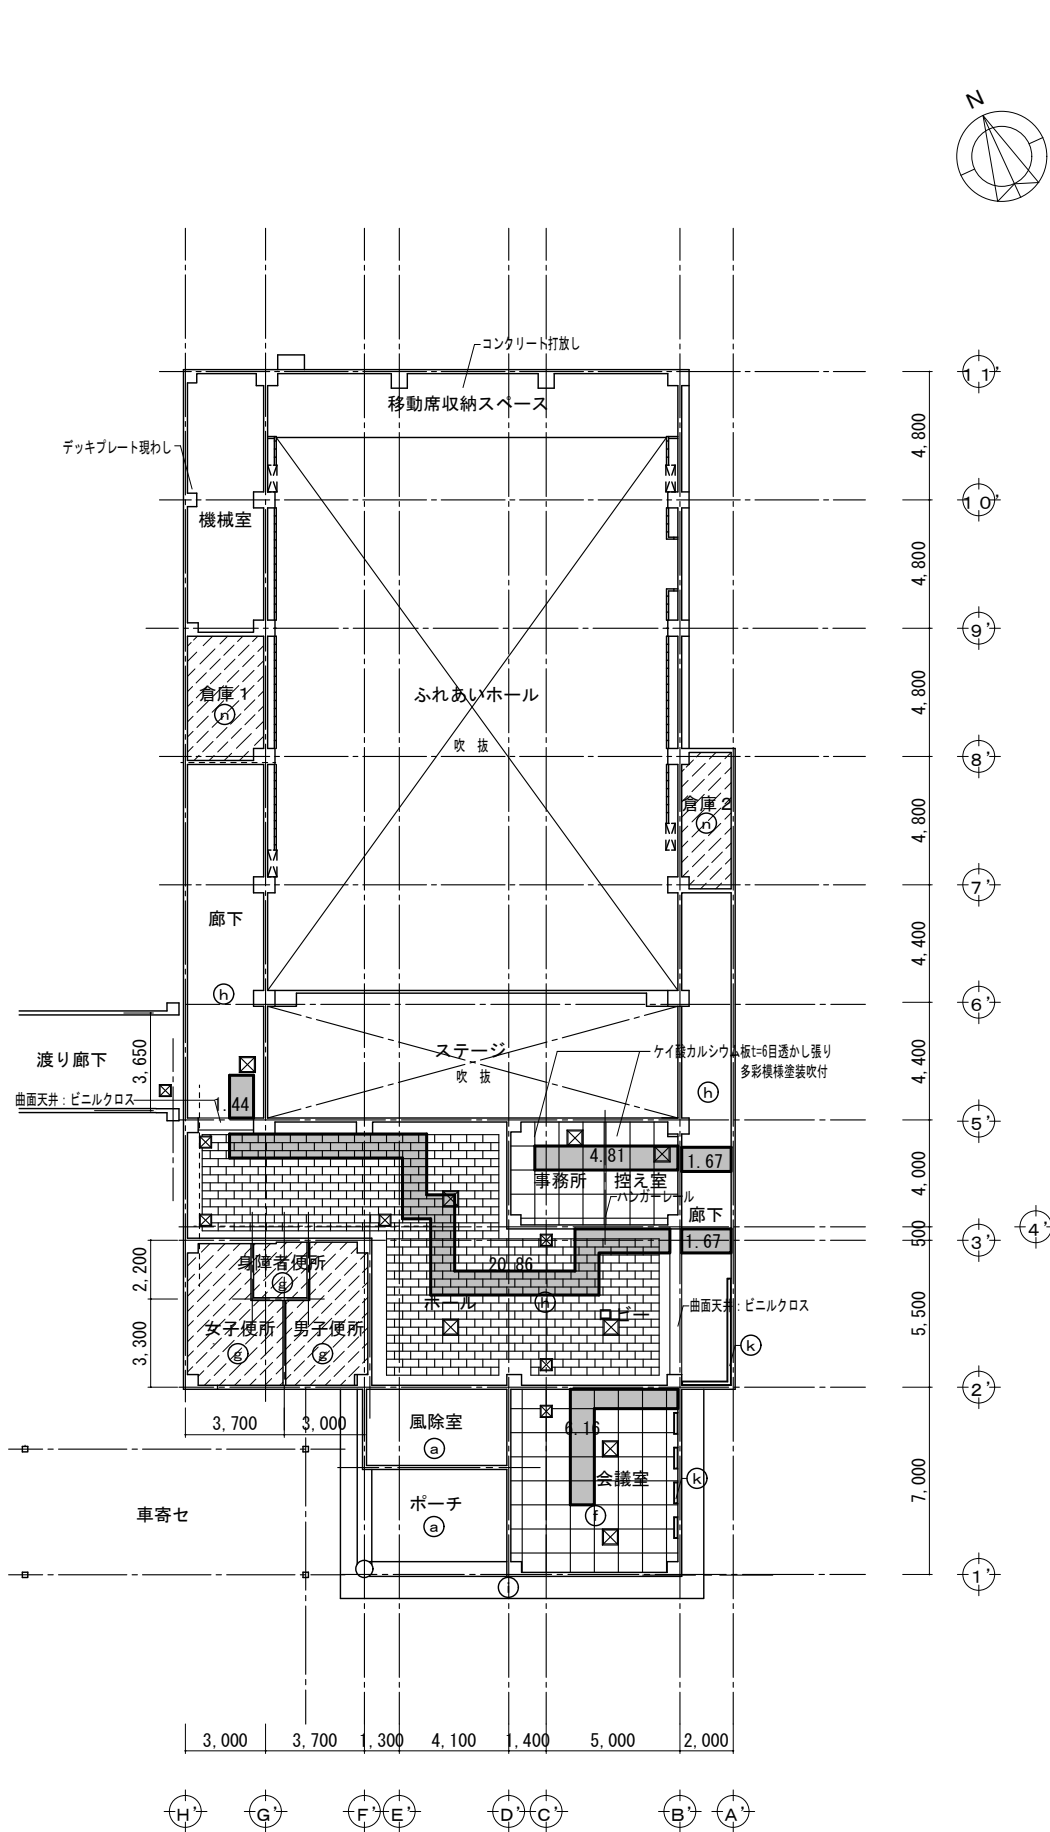 N
コンクリート打放し
11'
移動席収納スペース
4,800
デッキプレート現わし
10'
機械室
4,800
9'
倉庫1
n
ふれあいホール
吹 抜
4,800
8'
倉庫2
n
4,800
7'
廊下
h
4,400
6'
渡り廊下
3,650
ステージ
吹 抜
ケイ酸カルシウム板t=6目透かし張り
多彩模様塗装吹付
h
4,400
曲面天井：ビニルクロス
1.44
5'
4.81
1.67
事務所
控え室
ハンガーレール
廊下
4,000
4'
500
3'
1.67
2,200
身障者便所
g
20.86
ホール
h
ロビー
曲面天井：ビニルクロス
5,500
女子便所
g
男子便所
g
3,300
k
2'
3,700
3,000
風除室
a
6.16
会議室
k
f
7,000
車寄セ
ポーチ
a
1'
3,000
3,700
1,300
4,100
1,400
5,000
2,000
H'
G'
F'
E'
D'
C'
B'
A'